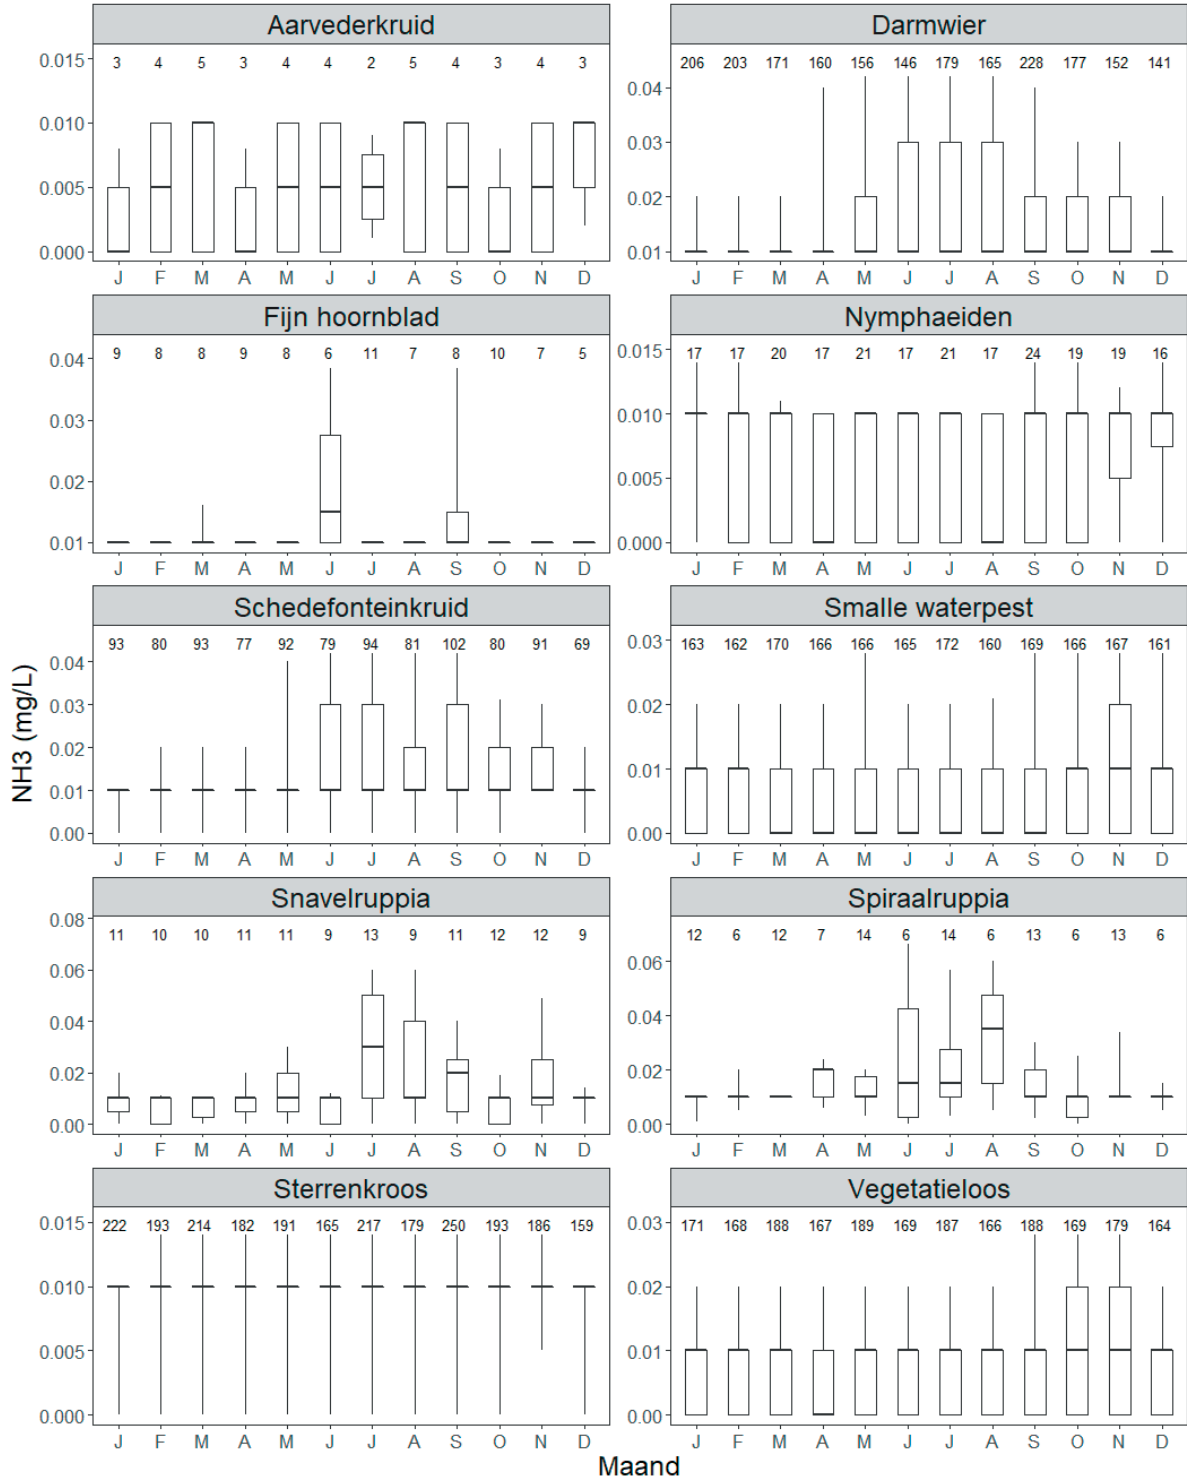 Aarvederkruid
0.015
3 4 5 3 4 4 2 5 4 3 4 3
0.010
0.005
0.000
J F M A M J J A S O N D
Darmwier
206 203 171 160 156 146 179 165 228 177 152 141
0.04
0.03
0.02
0.01
J F M A M J J A S O N D
Fijn hoornblad
9 8 8 9 8 6 11 7 8 10 7 5
0.04
0.03
0.02
0.01
J F M A M J J A S O N D
Nymphaeiden
0.015
17 17 20 17 21 17 21 17 24 19 19 16
0.010
0.005
0.000
J F M A M J J A S O N D
NH3 (mg/L)
Schedefonteinkruid
93 80 93 77 92 79 94 81 102 80 91 69
0.04
0.03
0.02
0.01
0.00
J F M A M J J A S O N D
Smalle waterpest
0.03
163 162 170 166 166 165 172 160 169 166 167 161
0.02
0.01
0.00
J F M A M J J A S O N D
Snavelruppia
0.08
11 10 10 11 11 9 13 9 11 12 12 9
0.06
0.04
0.02
0.00
J F M A M J J A S O N D
Spiraalruppia
12 6 12 7 14 6 14 6 13 6 13 6
0.06
0.04
0.02
0.00
J F M A M J J A S O N D
Sterrenkroos
0.015
222 193 214 182 191 165 217 179 250 193 186 159
0.010
0.005
0.000
J F M A M J J A S O N D
Vegetatieloos
0.03
171 168 188 167 189 169 187 166 188 169 179 164
0.02
0.01
0.00
J F M A M J J A S O N D
Maand